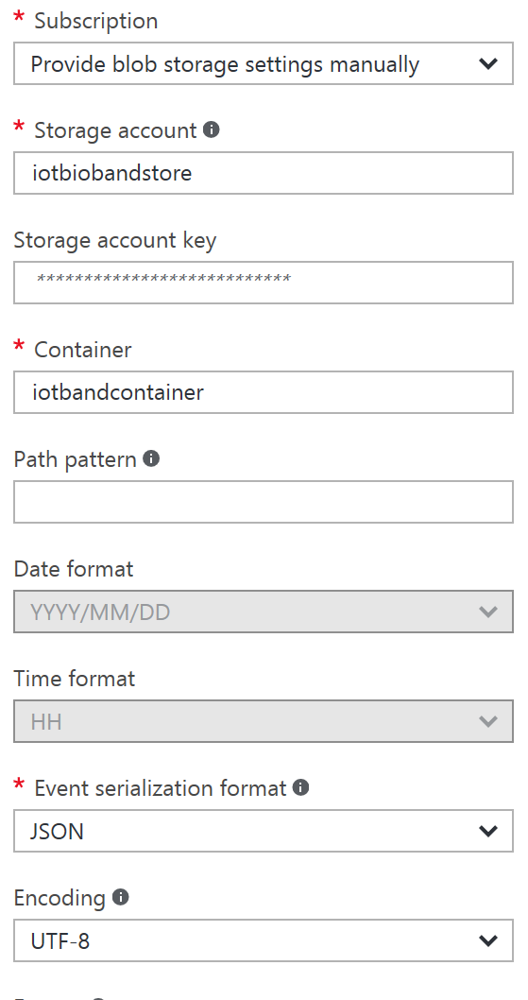 * Subscription
Provide blob storage settings manually
* Storage account
iotbiobandstore
Storage account key
***************************
* Container
iotbandcontainer
Path pattern
Date format
YYYY/MM/DD
Time format
HH
* Event serialization format
JSON
Encoding
UTF-8